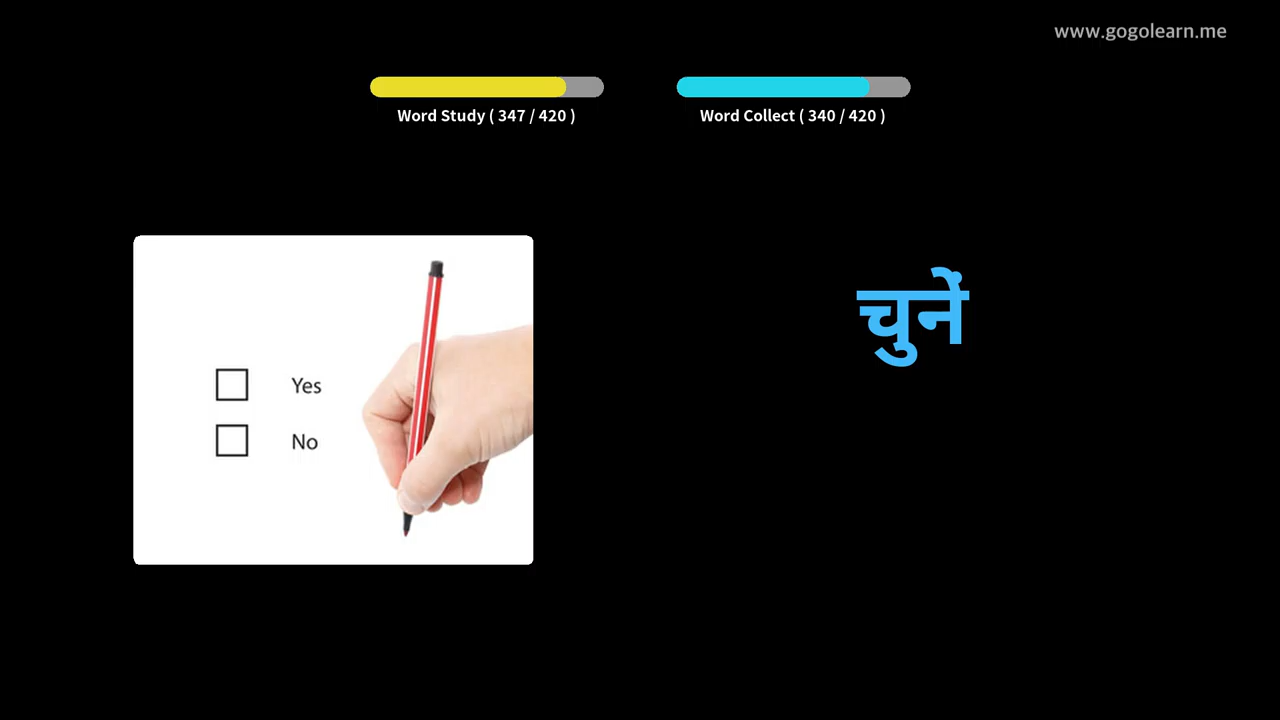 www.gogolearn.me
Word Study ( 347 / 420 )
Word Collect ( 340 / 420 )
चुनें
Yes
No